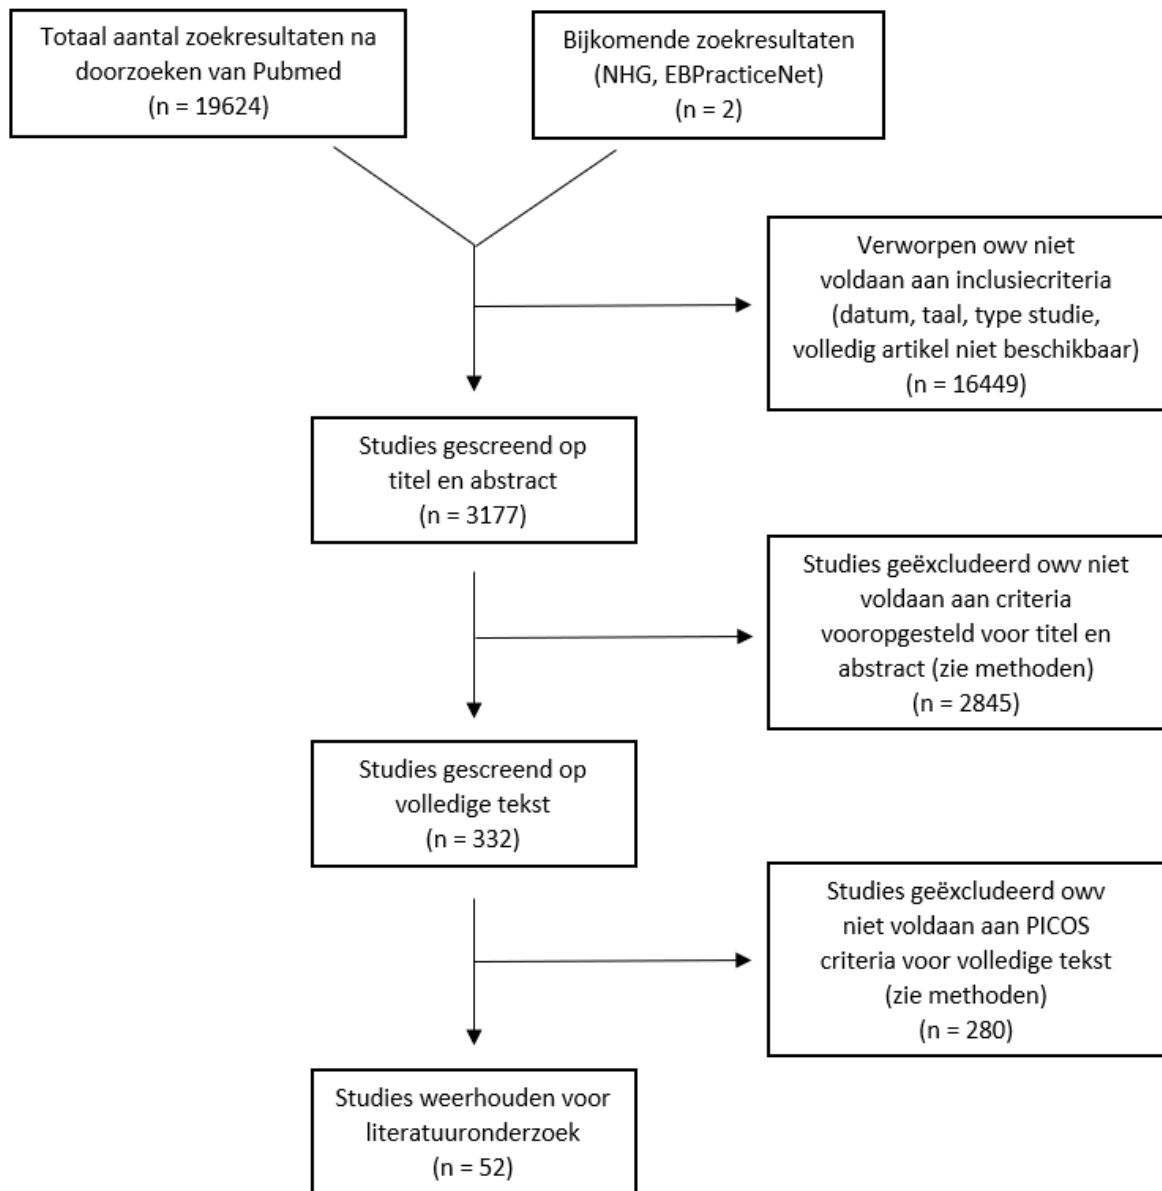 Totaal aantal zoekresultaten na
doorzoeken van Pubmed
(n = 19624)
Bijkomende zoekresultaten
(NHG, EBPracticeNet)
(n = 2)
Verworpen owv niet
voldaan aan inclusiecriteria
(datum, taal, type studie,
volledig artikel niet beschikbaar)
(n = 16449)
Studies gescreend op
titel en abstract
(n = 3177)
Studies geëxcludeerd owv niet
voldaan aan criteria
vooropgesteld voor titel en
abstract (zie methoden)
(n = 2845)
Studies gescreend op
volledige tekst
(n = 332)
Studies geëxcludeerd owv
niet voldaan aan PICOS
criteria voor volledige tekst
(zie methoden)
(n = 280)
Studies weerhouden voor
literatuuronderzoek
(n = 52)